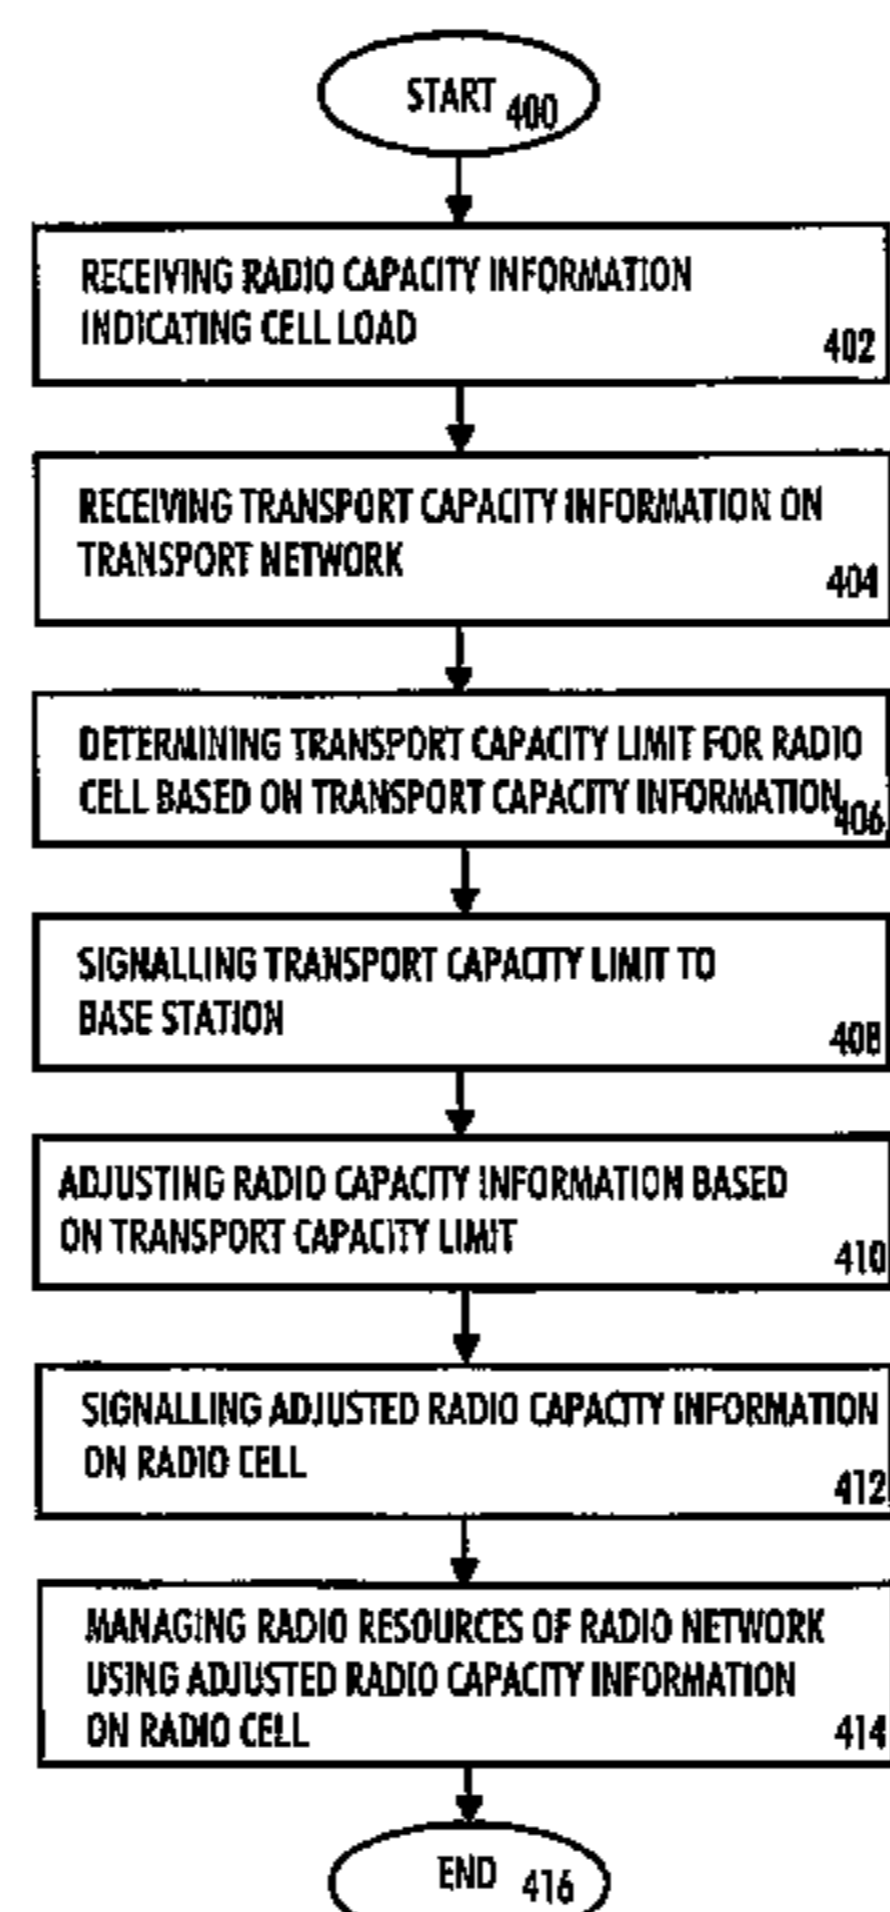 START 400
RECEIVING RADIO CAPACITY INFORMATION
INDICATING CELL LOAD
402
RECEIVING TRANSPORT CAPACITY INFORMATION ON
TRANSPORT NETWORK
404
DETERMINING TRANSPORT CAPACITY LIMIT FOR RADIO
CELL BASED ON TRANSPORT CAPACITY INFORMATION
406
SIGNALLING TRANSPORT CAPACITY LIMIT TO
BASE STATION
408
ADJUSTING RADIO CAPACITY INFORMATION BASED
ON TRANSPORT CAPACITY LIMIT
410
SIGNALLING ADJUSTED RADIO CAPACITY INFORMATION
ON RADIO CELL
412
MANAGING RADIO RESOURCES OF RADIO NETWORK
USING ADJUSTED RADIO CAPACITY INFORMATION
ON RADIO CELL
414
END 416